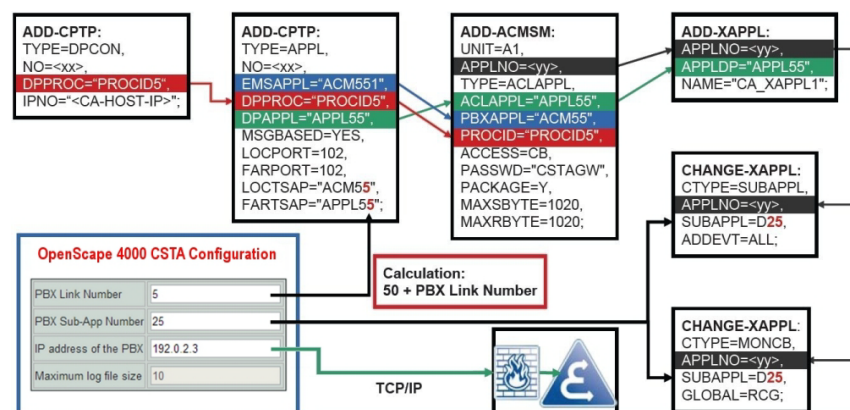 ADD-CPTP:
TYPE=DPCON,
NO=<xx>,
DPPROC="PROCID5",
IPNO="<CA-HOST-IP>";
ADD-CPTP:
TYPE=APPL,
NO=<xx>,
EMSAPPL="ACM551",
DPPROC="PROCID5",
DPAPPL="APPL55",
MSGBASED=YES,
LOCPORT=102,
FARPORT=102,
LOCTSAP="ACM55",
FARTSAP="APPL55";
ADD-ACMSM:
UNIT=A1,
APPLNO=<yy>,
TYPE=ACLAPPL,
ACLAPPL="APPL55",
PBXAPPL="ACM55",
PROCID="PROCID5",
ACCESS=CB,
PASSWD="CSTAGW",
PACKAGE=Y,
MAXSBYTE=1020,
MAXRBYTE=1020;
ADD-XAPPL:
APPLNO=<yy>,
APPLDP="APPL55",
NAME="CA_XAPPL1";
CHANGE-XAPPL:
CTYPE=SUBAPPL,
APPLNO=<yy>,
SUBAPPL=D25,
ADDEVT=ALL;
OpenScape 4000 CSTA Configuration
PBX Link Number 5
PBX Sub-App Number 25
IP address of the PBX 192.0.2.3
Maximum log file size 10
Calculation:
50 + PBX Link Number
TCP/IP
CHANGE-XAPPL:
CTYPE=MONCB,
APPLNO=<yy>,
SUBAPPL=D25,
GLOBAL=RCG;